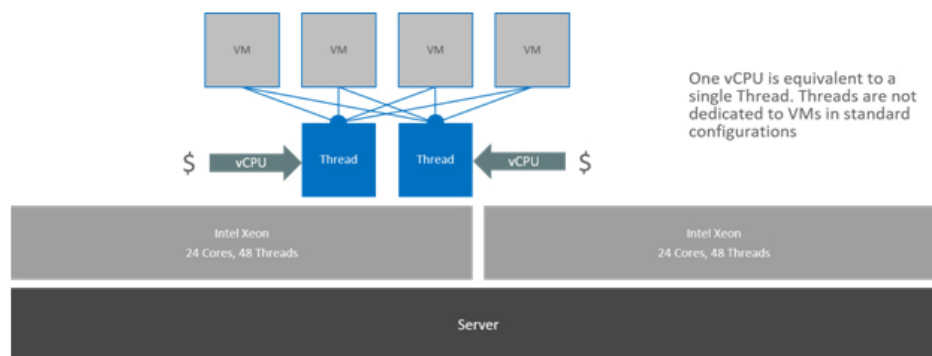 VM
VM
VM
VM
One vCPU is equivalent to a
single Thread. Threads are not
dedicated to VMs in standard
configurations
$
vCPU
Thread
Thread
vCPU
$
Intel Xeon
24 Cores, 48 Threads
Intel Xeon
24 Cores, 48 Threads
Server